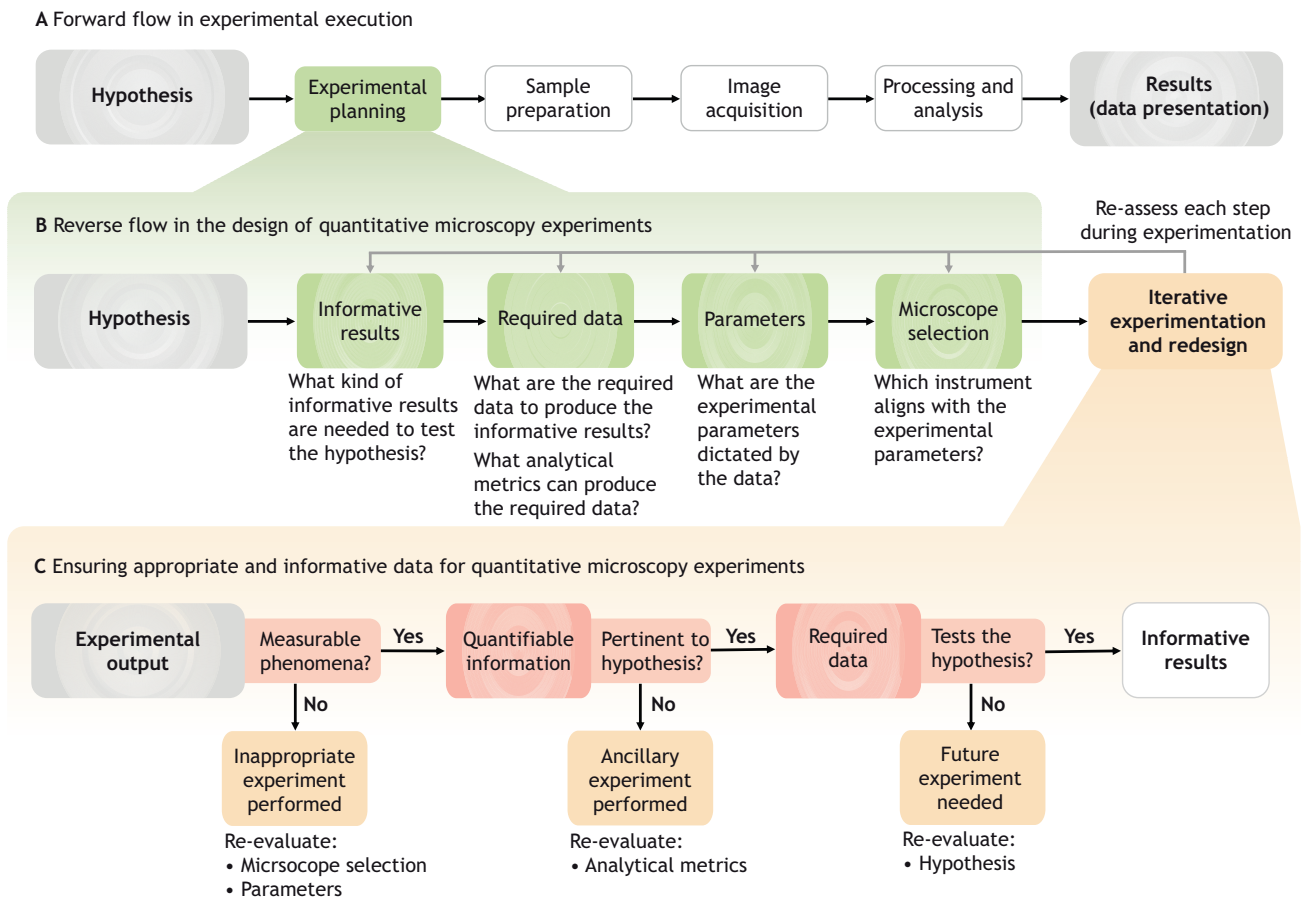 A Forward flow in experimental execution
Hypothesis
Experimental
planning
Sample
preparation
Image
acquisition
Processing and
analysis
Results
(data presentation)
B Reverse flow in the design of quantitative microscopy experiments
Re-assess each step
during experimentation
Hypothesis
Informative
results
Required data
Parameters
Microscope
selection
Iterative
experimentation
and redesign
What kind of
informative results
are needed to test
the hypothesis?
What are the required
data to produce the
informative results?
What analytical
metrics can produce
the required data?
What are the
experimental
parameters
dictated by
the data?
Which instrument
aligns with the
experimental
parameters?
C Ensuring appropriate and informative data for quantitative microscopy experiments
Experimental
output
Measurable
phenomena?
Yes
Quantifiable
information
Pertinent to
hypothesis?
Yes
Required
data
Tests the
hypothesis?
Yes
Informative
results
No
No
No
Inappropriate
experiment
performed
Ancillary
experiment
performed
Future
experiment
needed
Re-evaluate:
• Micrsocope selection
• Parameters
Re-evaluate:
• Analytical metrics
Re-evaluate:
• Hypothesis